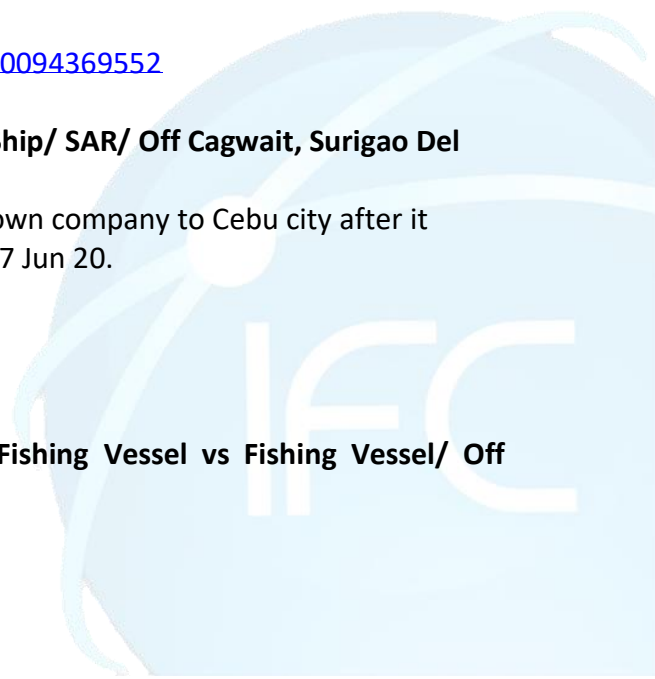 0094369552
hip/ SAR/ Off Cagwait, Surigao Del
own company to Cebu city after it
7 Jun 20.
IFC
Fishing Vessel vs Fishing Vessel/ Off